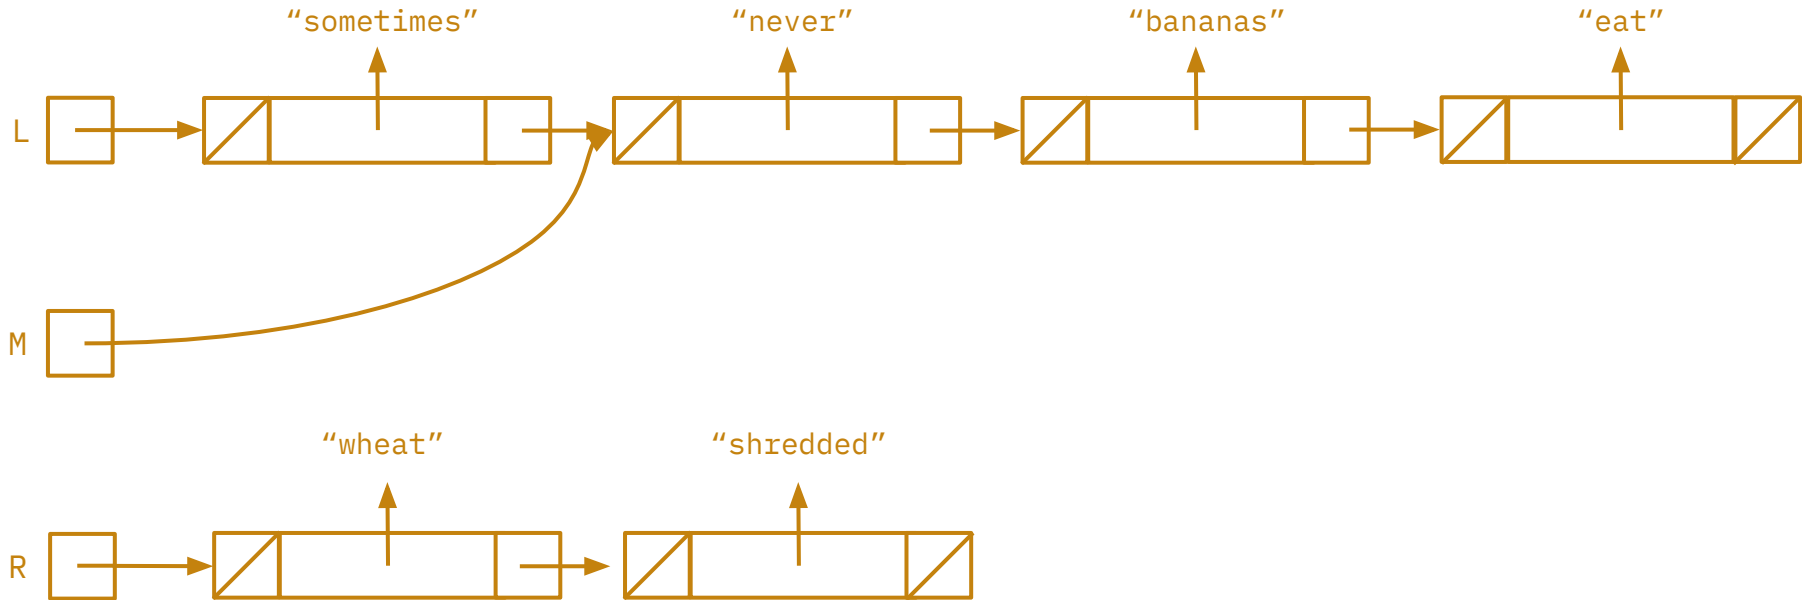 “sometimes” “never” “bananas” “eat”
L
M
“wheat” “shredded”
R